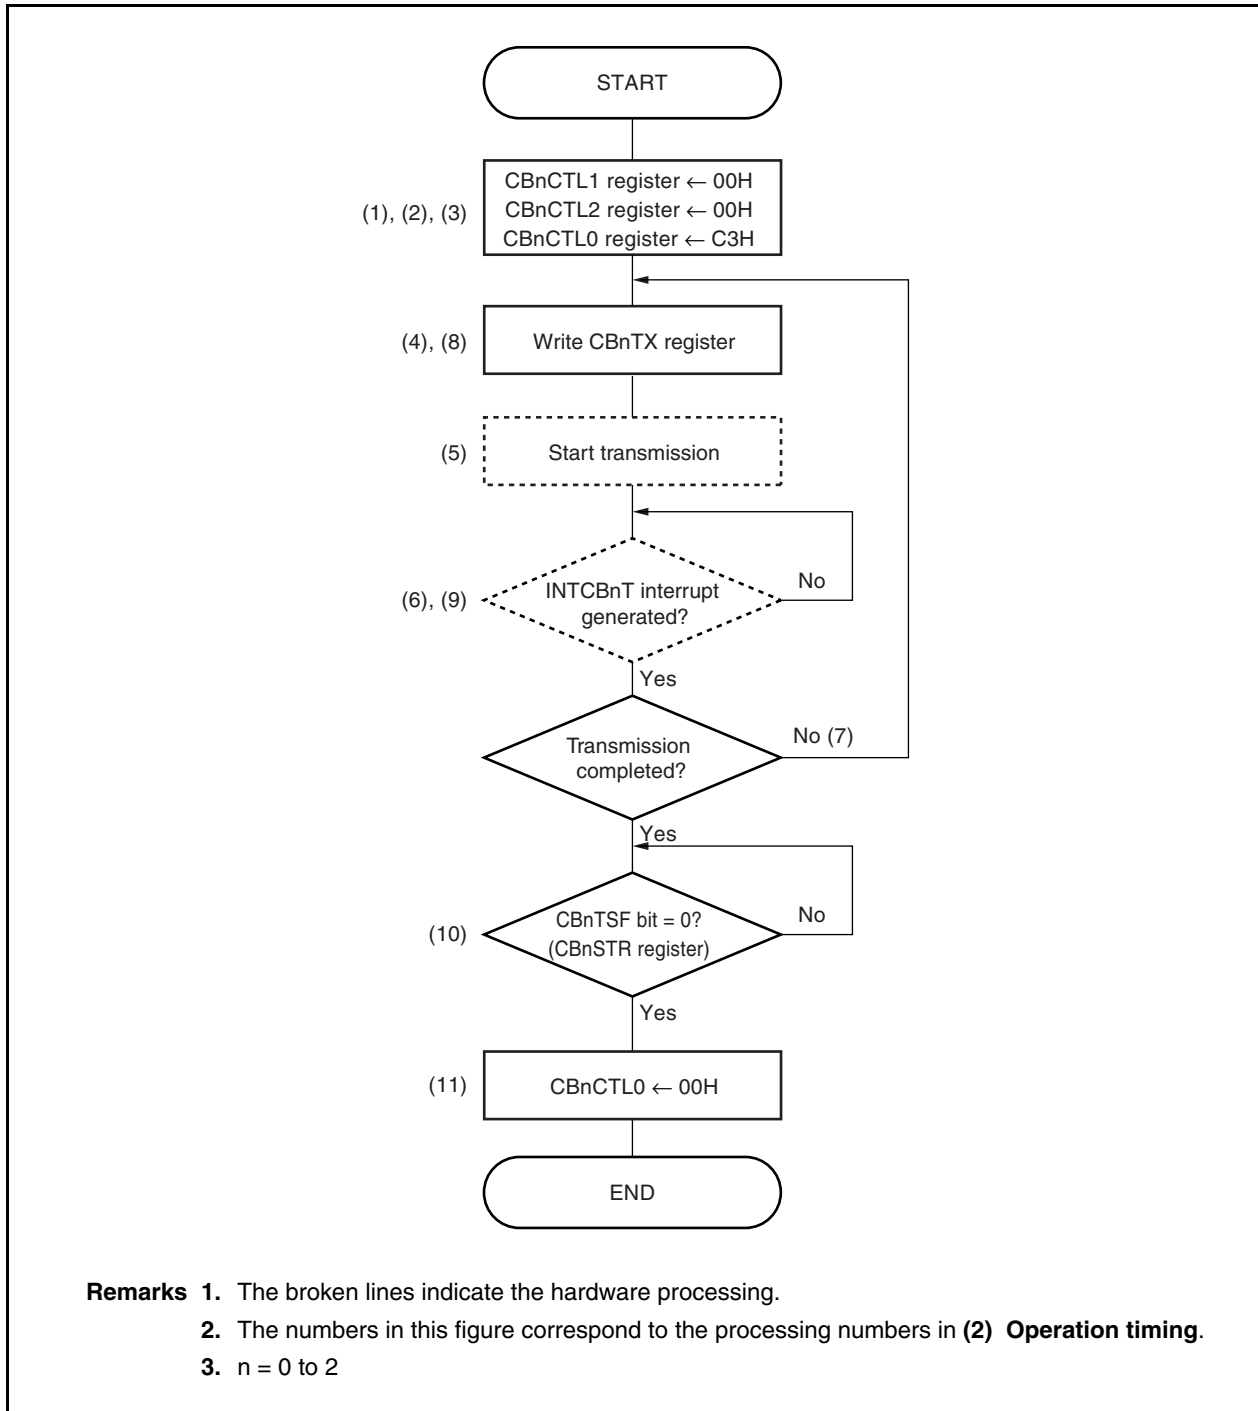 START
CBnCTL1 register ← 00H
CBnCTL2 register ← 00H
(1), (2), (3)
CBnCTL0 register ← C3H
(4), (8)
Write CBnTX register
(5)
Start transmission
INTCBnT interrupt
No
(6), (9)
generated?
Yes
No (7)
Transmission
completed?
Yes
CBnTSF bit = 0?
No
(10)
(CBnSTR register)
Yes
(11)
CBnCTL0 ← 00H
END
Remarks 1. The broken lines indicate the hardware processing.
2. The numbers in this figure correspond to the processing numbers in (2) Operation timing.
3. n = 0 to 2